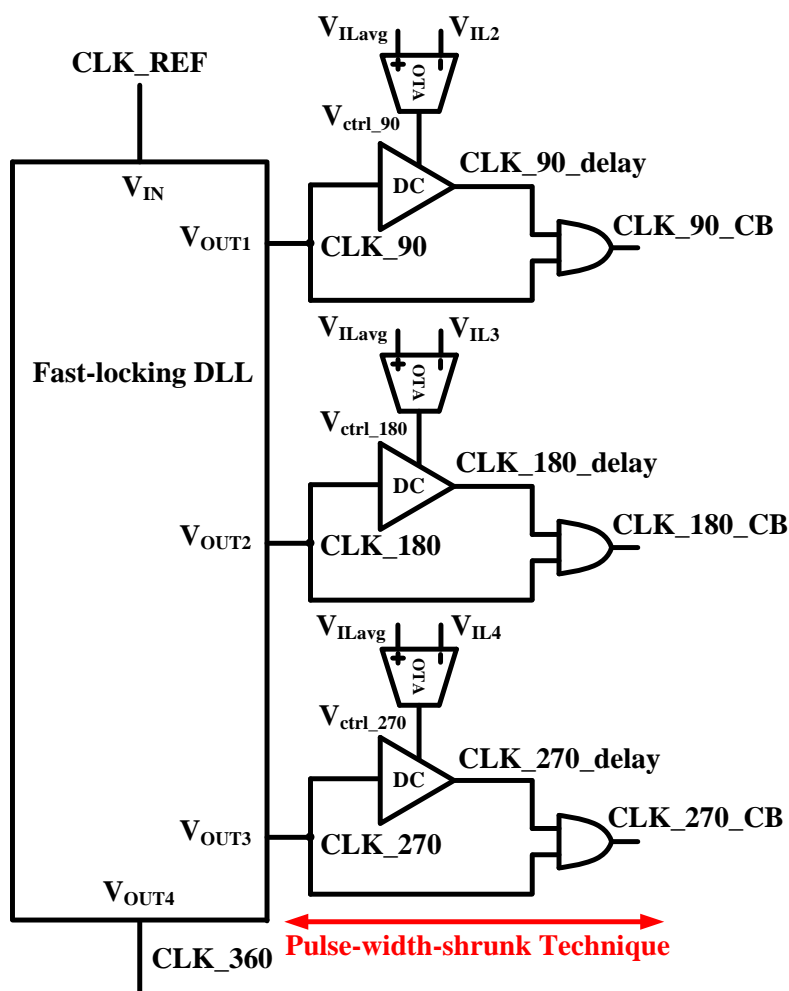 V_ILavg V_IL2
CLK_REF
OTA
V_ctrl_90
CLK_90_delay
DC
V_IN
CLK_90_CB
V_OUT1
CLK_90
V_ILavg V_IL3
Fast-locking DLL
OTA
V_ctrl_180
CLK_180_delay
DC
CLK_180_CB
V_OUT2
CLK_180
V_ILavg V_IL4
OTA
V_ctrl_270
CLK_270_delay
DC
CLK_270_CB
V_OUT3
CLK_270
V_OUT4
Pulse-width-shrunk Technique
CLK_360